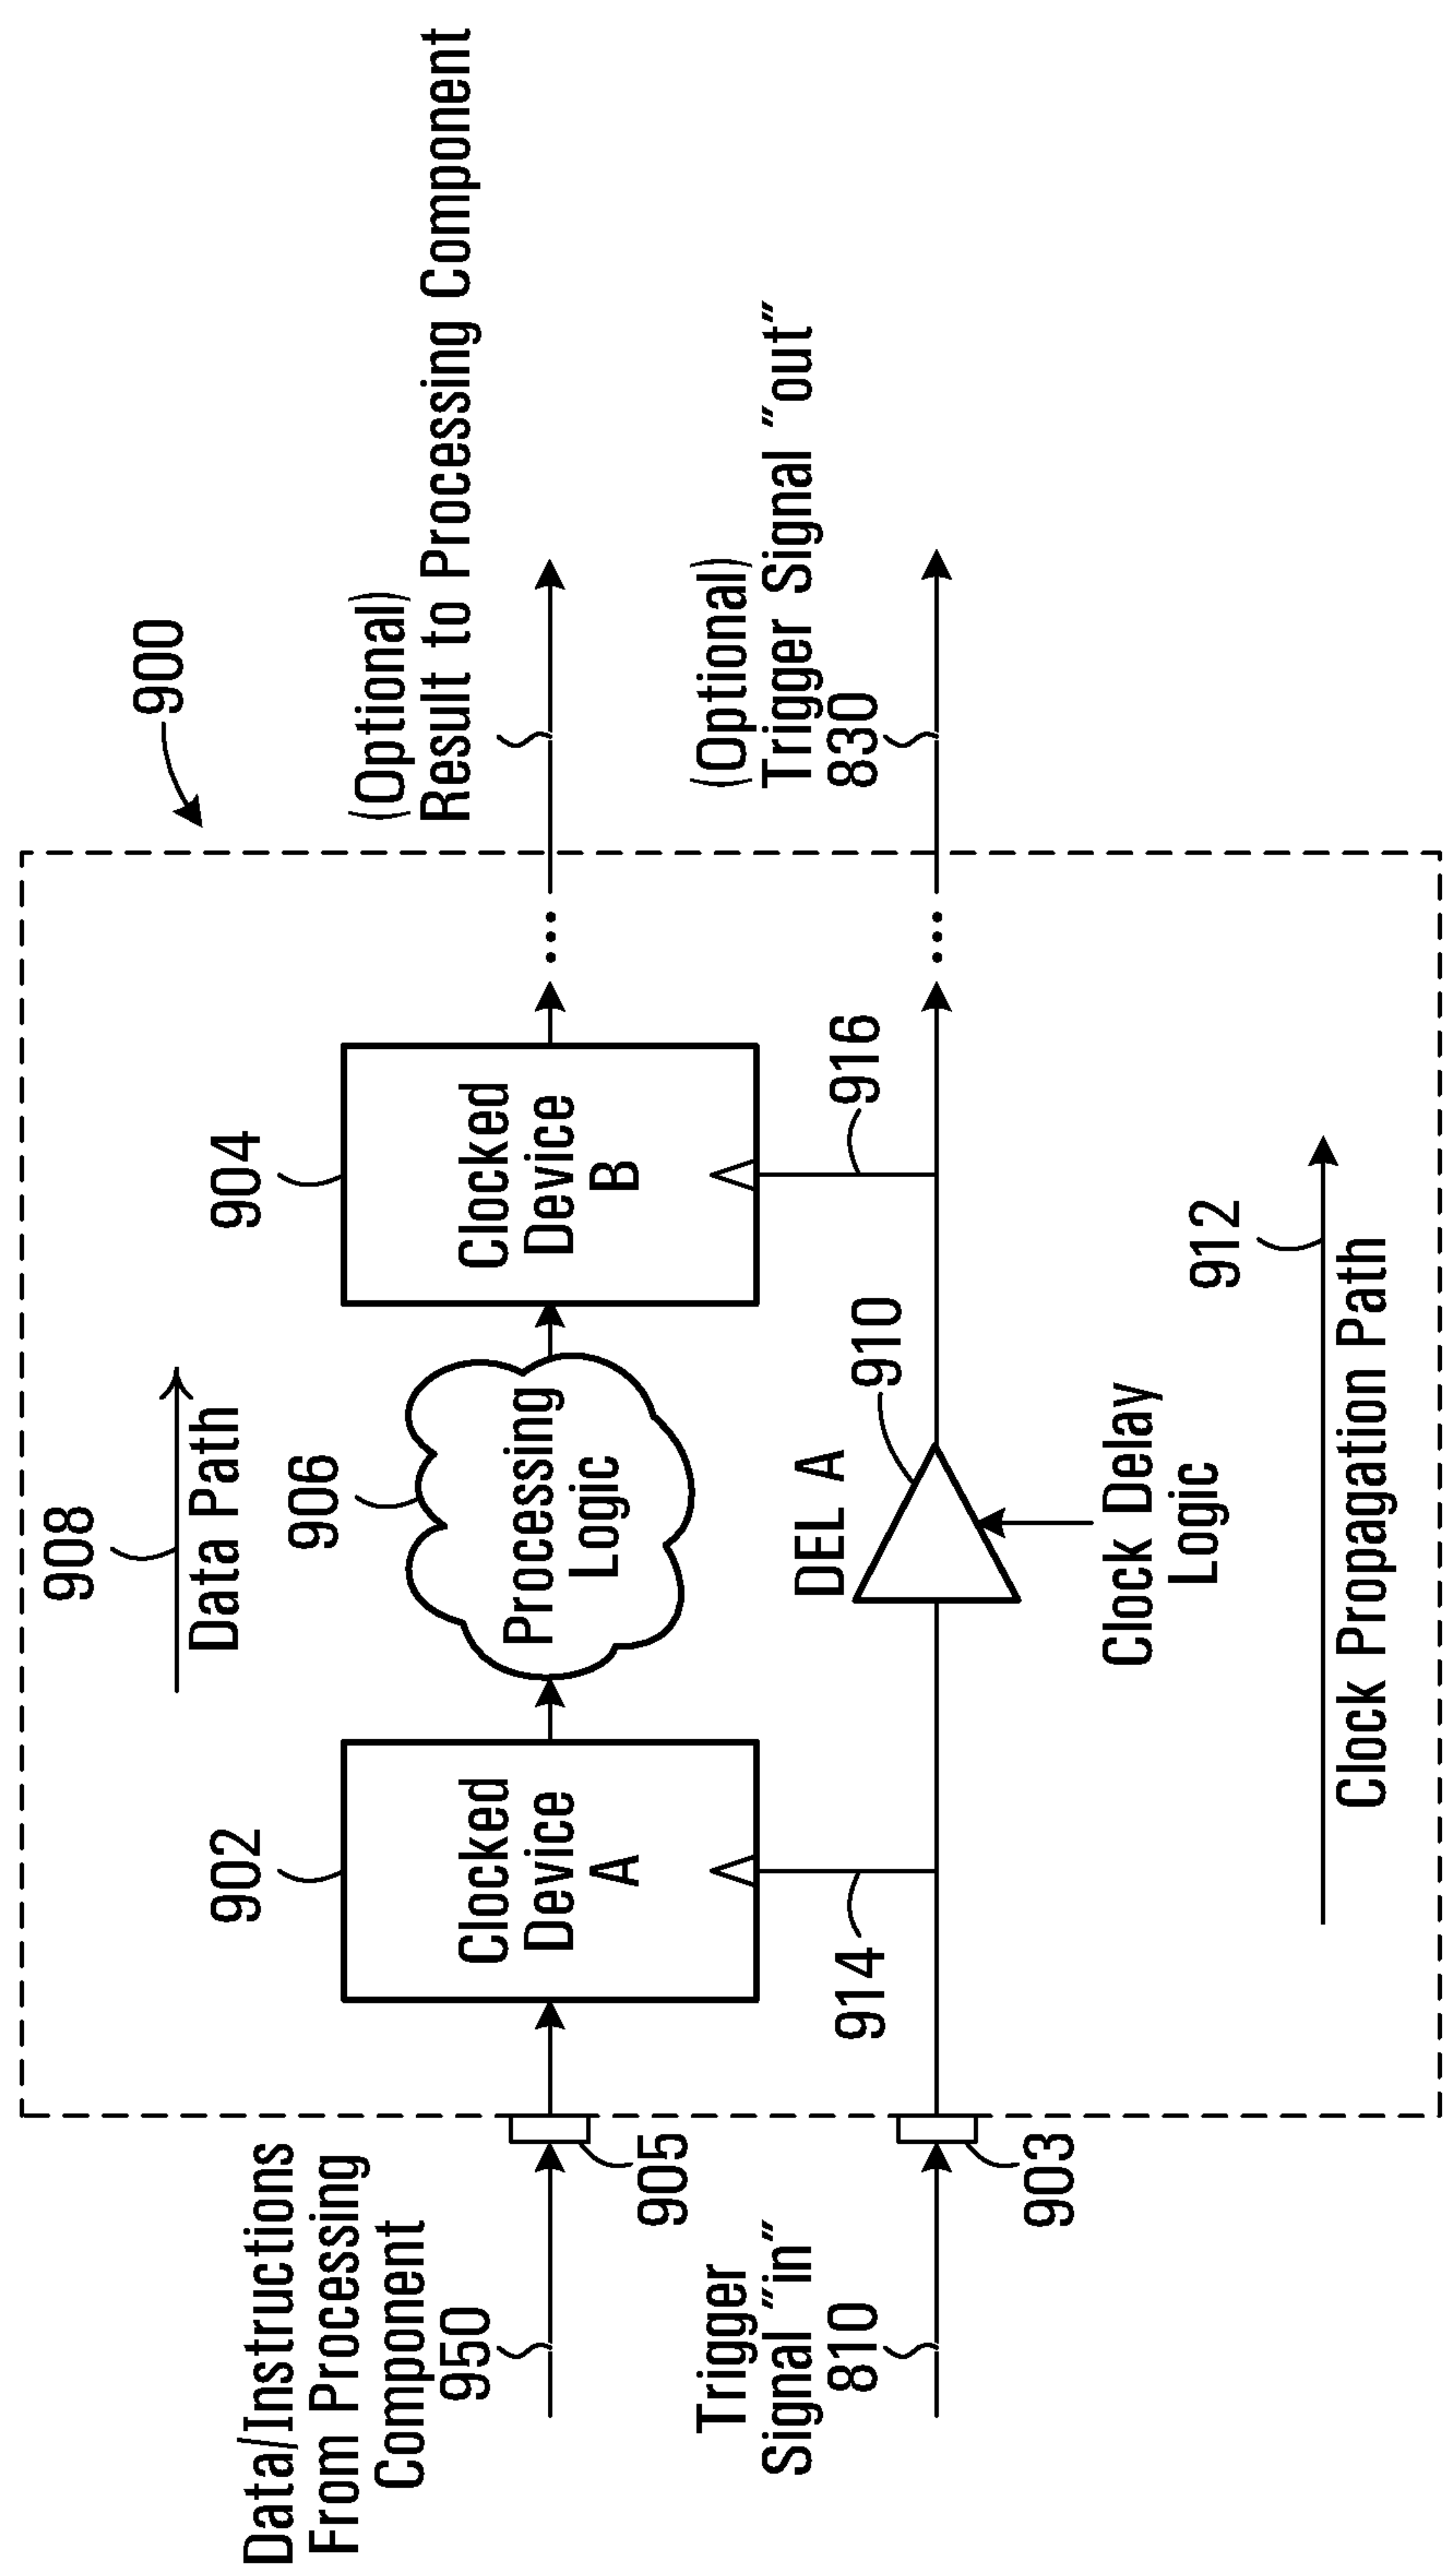 900
908
Data Path
902
Clocked
Device
A
906
Processing
Logic
904
Clocked
Device
B
(Optional)
Result to Processing Component
Data/Instructions
From Processing
Component
950
905
914
DEL A
910
916
(Optional)
Trigger Signal "out"
830
Trigger
Signal "in"
810
903
Clock Delay
Logic
912
Clock Propagation Path